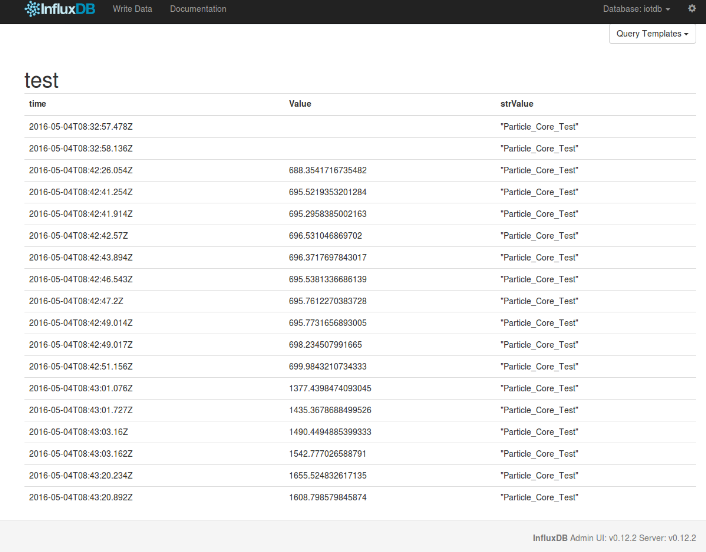 InfluxDB Write Data Documentation Database: iotdb
Query Templates
test
time Value strValue
2016-05-04T08:32:57.478Z "Particle_Core_Test"
2016-05-04T08:32:58.136Z "Particle_Core_Test"
2016-05-04T08:42:26.054Z 688.3541716735482 "Particle_Core_Test"
2016-05-04T08:42:41.254Z 695.5219353201284 "Particle_Core_Test"
2016-05-04T08:42:41.914Z 695.2958385002163 "Particle_Core_Test"
2016-05-04T08:42:42.57Z 696.531046869702 "Particle_Core_Test"
2016-05-04T08:42:43.894Z 696.3717697843017 "Particle_Core_Test"
2016-05-04T08:42:46.543Z 695.5381336686139 "Particle_Core_Test"
2016-05-04T08:42:47.2Z 695.7612270383728 "Particle_Core_Test"
2016-05-04T08:42:49.014Z 695.7731656893005 "Particle_Core_Test"
2016-05-04T08:42:49.017Z 698.234507991665 "Particle_Core_Test"
2016-05-04T08:42:51.156Z 699.9843210734333 "Particle_Core_Test"
2016-05-04T08:43:01.076Z 1377.4398474093045 "Particle_Core_Test"
2016-05-04T08:43:01.727Z 1435.3678688499526 "Particle_Core_Test"
2016-05-04T08:43:03.16Z 1490.4494885399333 "Particle_Core_Test"
2016-05-04T08:43:03.162Z 1542.777026588791 "Particle_Core_Test"
2016-05-04T08:43:20.234Z 1655.524832617135 "Particle_Core_Test"
2016-05-04T08:43:20.892Z 1608.798579845874 "Particle_Core_Test"
InfluxDB Admin UI: v0.12.2 Server: v0.12.2